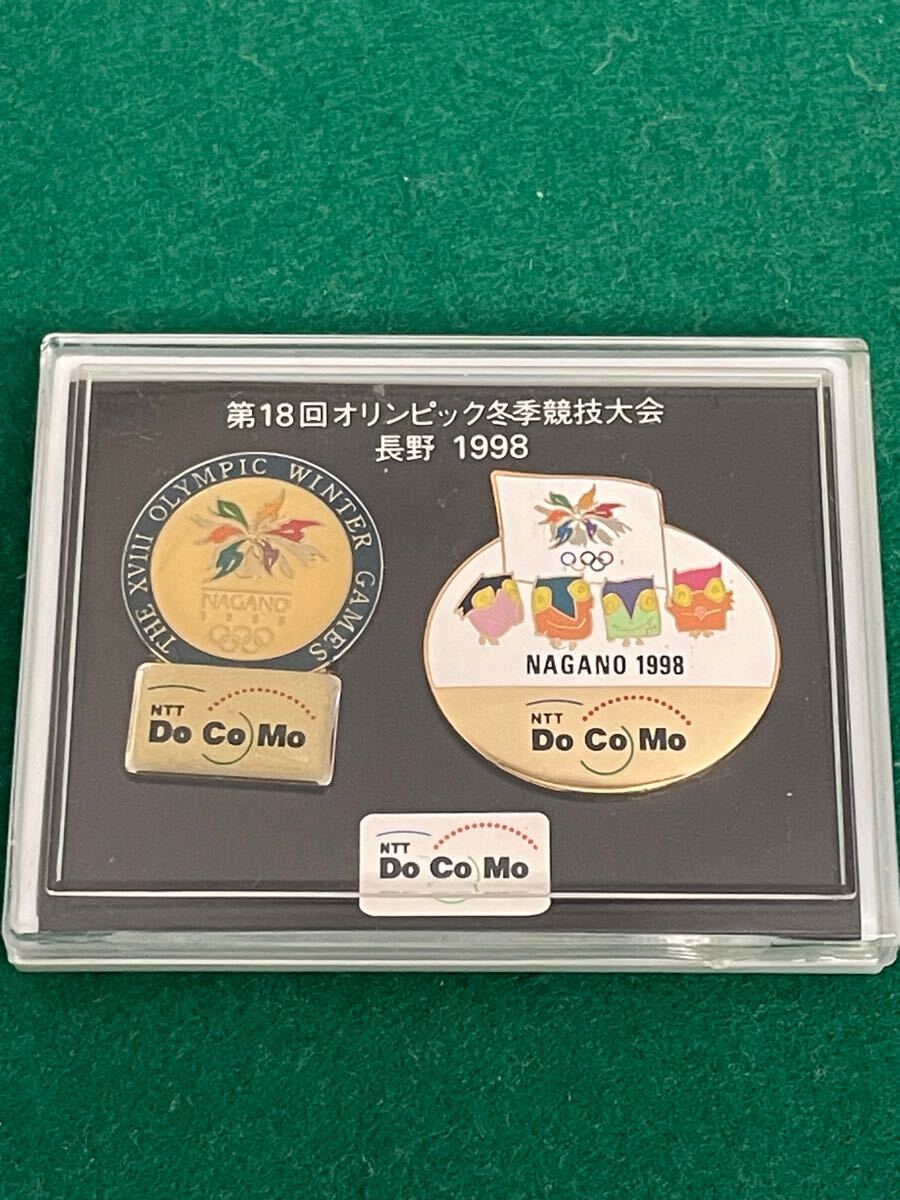 第18回オリンピック冬季競技大会
長野 1998
THE XVIII OLYMPIC WINTER GAMES
NAGANO
1998
NTT
Do Co Mo
NAGANO 1998
NTT
Do Co Mo
NTT
Do Co Mo